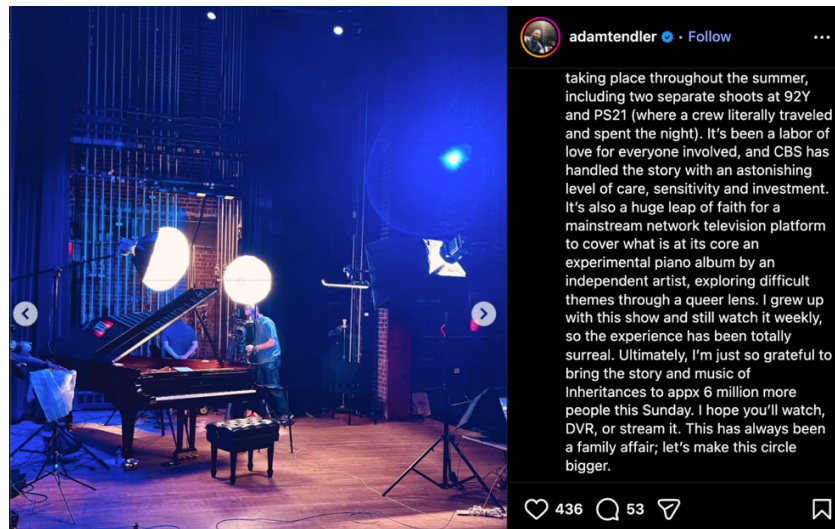 adamtendler · Follow
taking place throughout the summer,
including two separate shoots at 92Y
and PS21 (where a crew literally traveled
and spent the night). It's been a labor of
love for everyone involved, and CBS has
handled the story with an astonishing
level of care, sensitivity and investment.
It's also a huge leap of faith for a
mainstream network television platform
to cover what is at its core an
experimental piano album by an
independent artist, exploring difficult
themes through a queer lens. I grew up
with this show and still watch it weekly,
so the experience has been totally
surreal. Ultimately, I'm just so grateful to
bring the story and music of
Inheritances to appx 6 million more
people this Sunday. I hope you'll watch,
DVR, or stream it. This has always been
a family affair; let's make this circle
bigger.
436 53